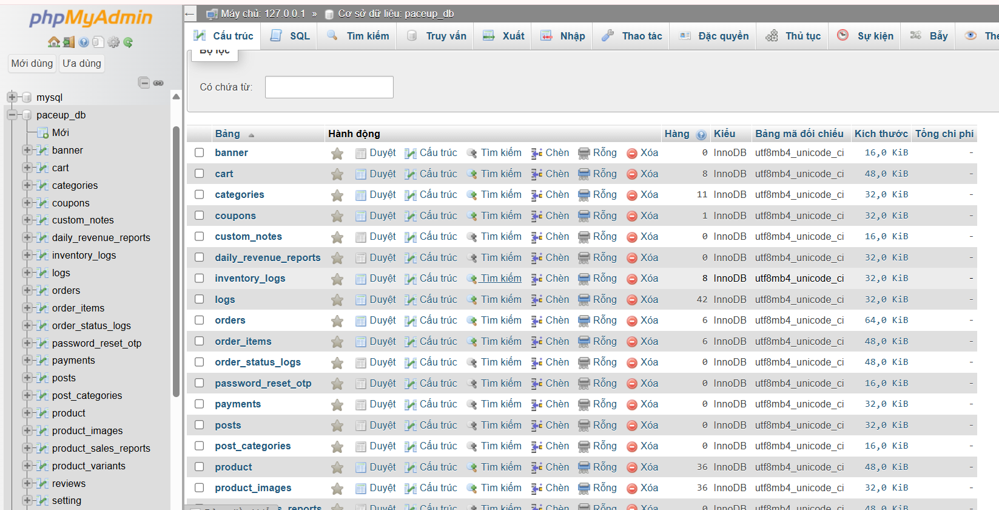 phpMyAdmin
Mới dùng Ưa dùng
mysql
paceup_db
Mới
banner
cart
categories
coupons
custom_notes
daily_revenue_reports
inventory_logs
logs
orders
order_items
order_status_logs
password_reset_otp
payments
posts
post_categories
product
product_images
product_sales_reports
product_variants
reviews
setting
Máy chủ: 127.0.0.1 » Cơ sở dữ liệu: paceup_db
Cấu trúc SQL Tìm kiếm Truy vấn Xuất Nhập Thao tác Đặc quyền Thủ tục Sự kiện Bẫy The
Bộ lọc
Có chứa từ:
Bảng Hành động Hàng Kiểu Bảng mã đối chiếu Kích thước Tổng chi phí
banner Duyệt Cấu trúc Tìm kiếm Chèn Rỗng Xóa 0 InnoDB utf8mb4_unicode_ci 16,0 KiB -
cart Duyệt Cấu trúc Tìm kiếm Chèn Rỗng Xóa 8 InnoDB utf8mb4_unicode_ci 48,0 KiB -
categories Duyệt Cấu trúc Tìm kiếm Chèn Rỗng Xóa 11 InnoDB utf8mb4_unicode_ci 32,0 KiB -
coupons Duyệt Cấu trúc Tìm kiếm Chèn Rỗng Xóa 1 InnoDB utf8mb4_unicode_ci 32,0 KiB -
custom_notes Duyệt Cấu trúc Tìm kiếm Chèn Rỗng Xóa 0 InnoDB utf8mb4_unicode_ci 16,0 KiB -
daily_revenue_reports Duyệt Cấu trúc Tìm kiếm Chèn Rỗng Xóa 0 InnoDB utf8mb4_unicode_ci 32,0 KiB -
inventory_logs Duyệt Cấu trúc Tìm kiếm Chèn Rỗng Xóa 8 InnoDB utf8mb4_unicode_ci 32,0 KiB -
logs Duyệt Cấu trúc Tìm kiếm Chèn Rỗng Xóa 42 InnoDB utf8mb4_unicode_ci 32,0 KiB -
orders Duyệt Cấu trúc Tìm kiếm Chèn Rỗng Xóa 6 InnoDB utf8mb4_unicode_ci 64,0 KiB -
order_items Duyệt Cấu trúc Tìm kiếm Chèn Rỗng Xóa 6 InnoDB utf8mb4_unicode_ci 48,0 KiB -
order_status_logs Duyệt Cấu trúc Tìm kiếm Chèn Rỗng Xóa 0 InnoDB utf8mb4_unicode_ci 48,0 KiB -
password_reset_otp Duyệt Cấu trúc Tìm kiếm Chèn Rỗng Xóa 0 InnoDB utf8mb4_unicode_ci 16,0 KiB -
payments Duyệt Cấu trúc Tìm kiếm Chèn Rỗng Xóa 0 InnoDB utf8mb4_unicode_ci 32,0 KiB -
posts Duyệt Cấu trúc Tìm kiếm Chèn Rỗng Xóa 0 InnoDB utf8mb4_unicode_ci 32,0 KiB -
post_categories Duyệt Cấu trúc Tìm kiếm Chèn Rỗng Xóa 0 InnoDB utf8mb4_unicode_ci 16,0 KiB -
product Duyệt Cấu trúc Tìm kiếm Chèn Rỗng Xóa 36 InnoDB utf8mb4_unicode_ci 48,0 KiB -
product_images Duyệt Cấu trúc Tìm kiếm Chèn Rỗng Xóa 36 InnoDB utf8mb4_unicode_ci 32,0 KiB -
s_reports Duyệt Cấu trúc Tìm kiếm Chèn Rỗng Xóa 0 InnoDB utf8mb4_unicode_ci 48,0 KiB -